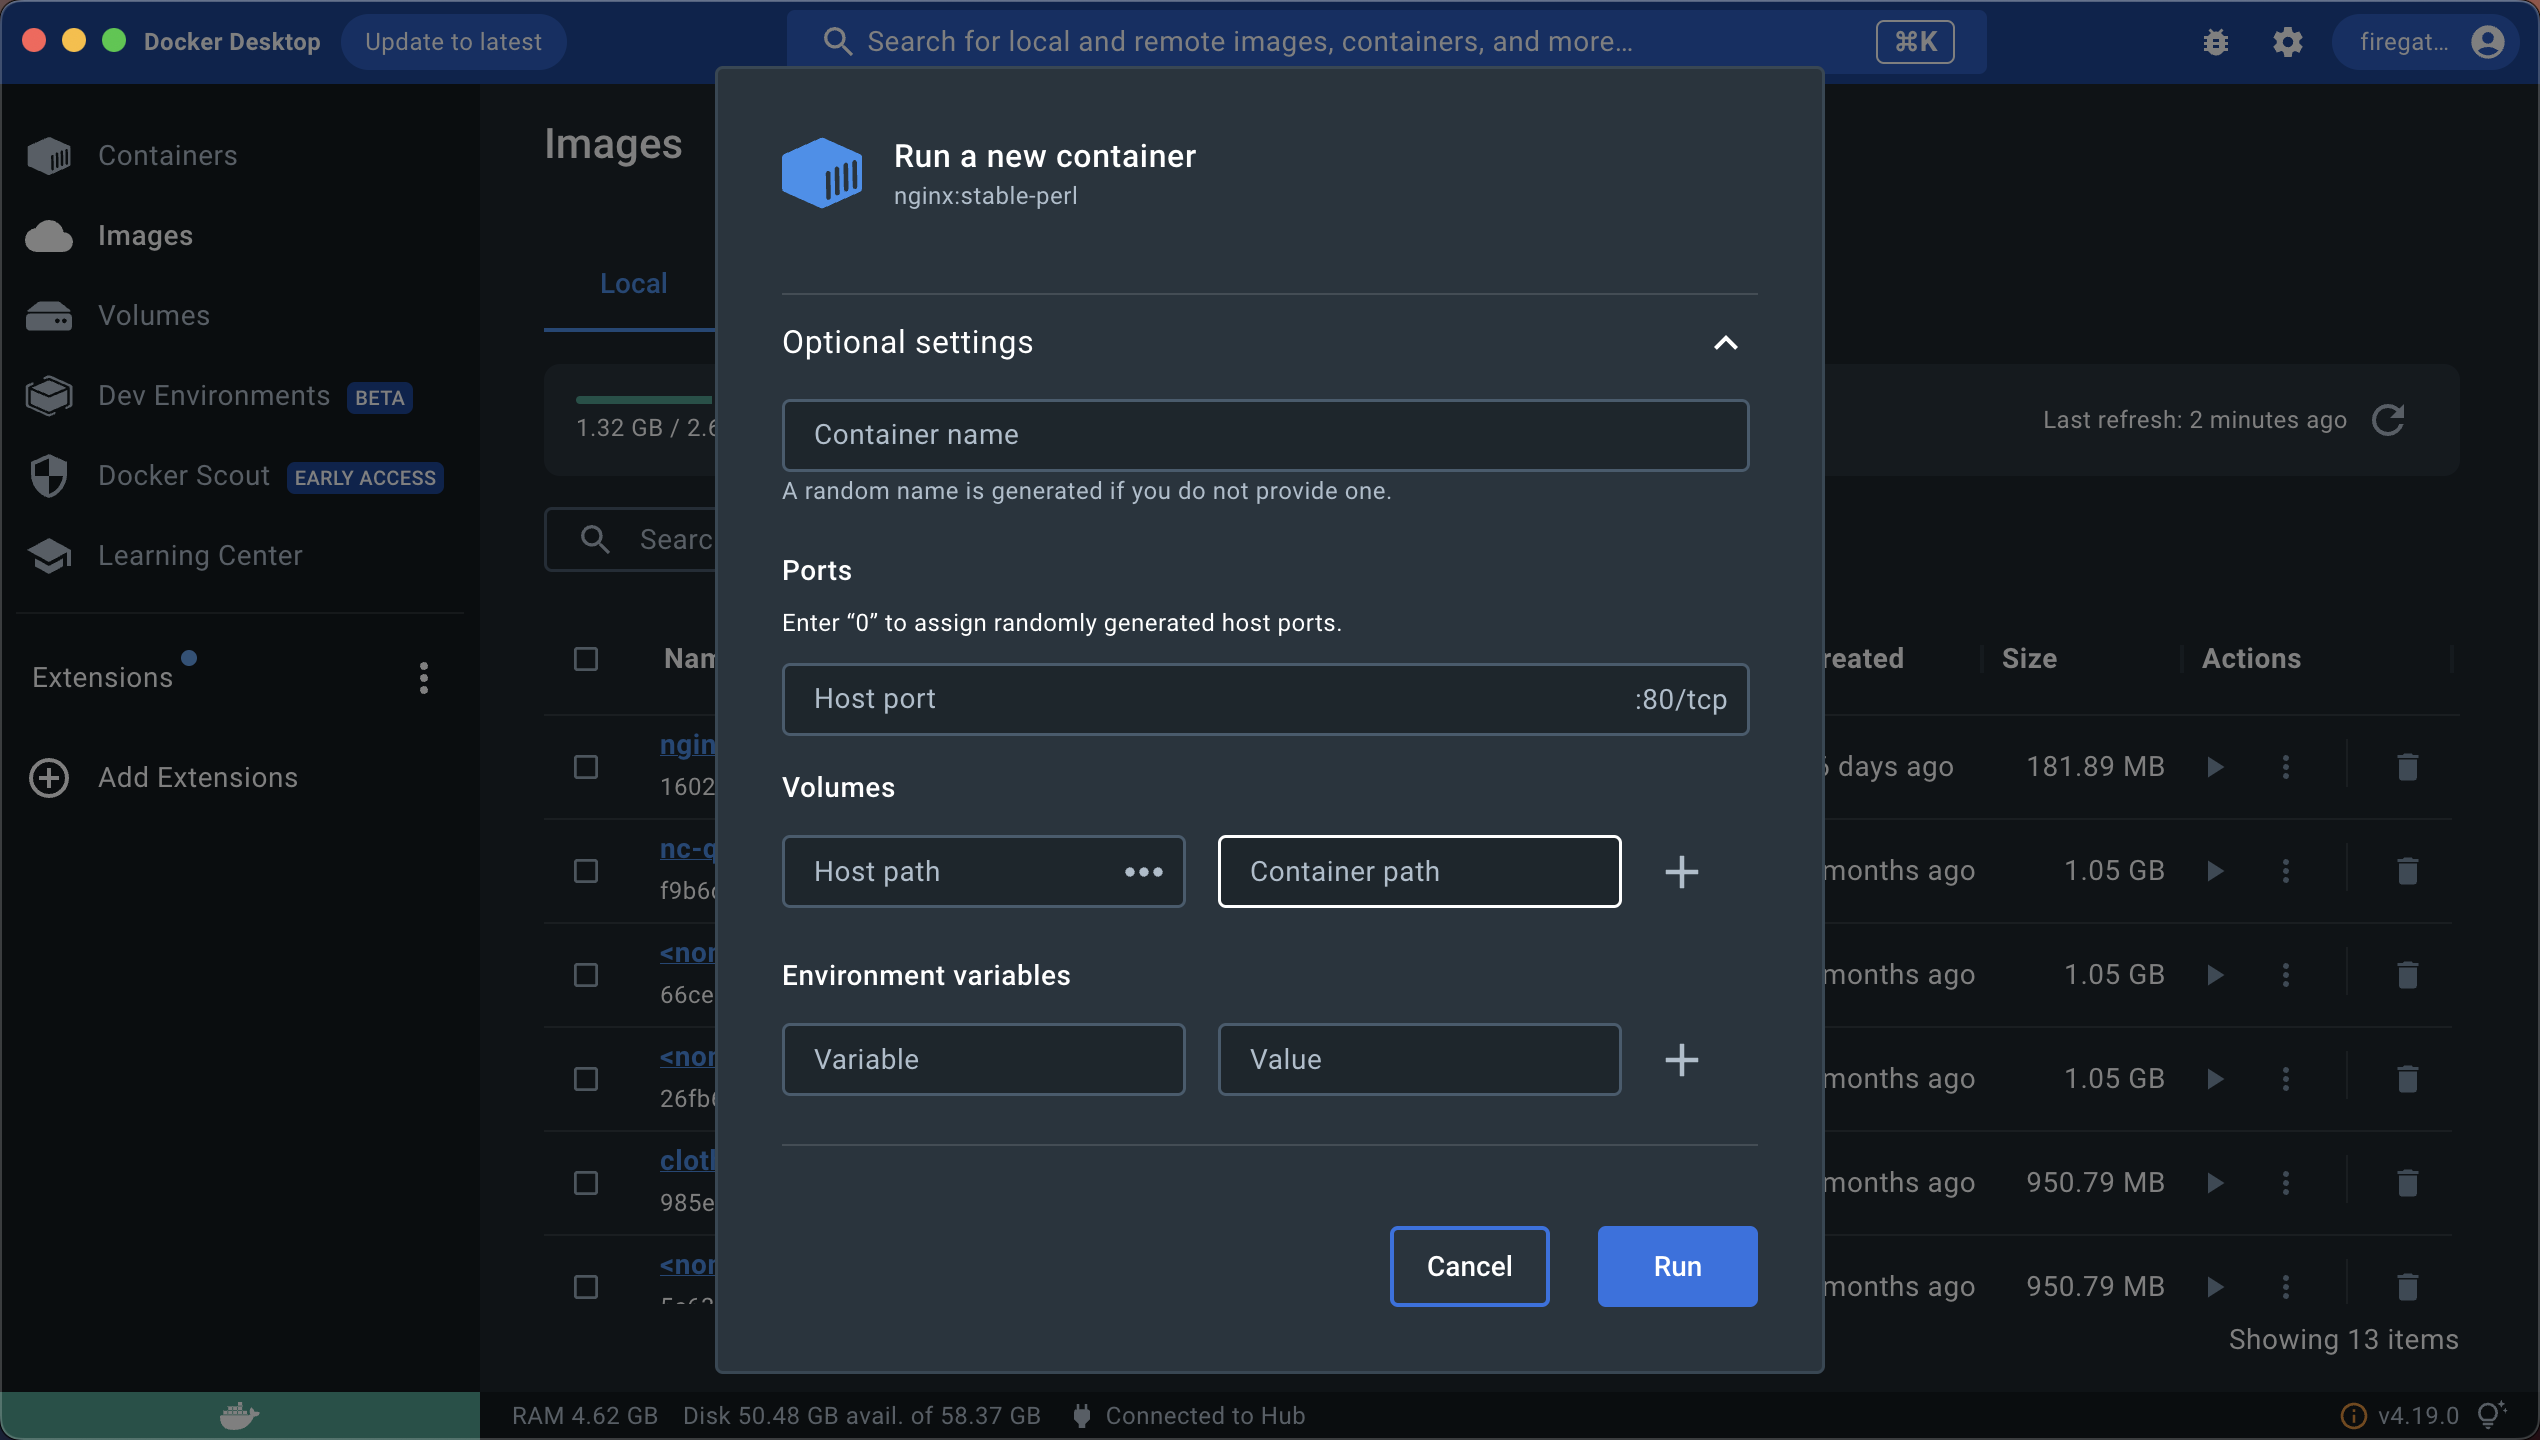 Docker Desktop
Update to latest
Search for local and remote images, containers, and more...
⌘K
firegat...
Containers
Images
Volumes
Dev Environments BETA
Docker Scout EARLY ACCESS
Learning Center
Extensions
Add Extensions
Images
Local
1.32 GB / 2.6
Last refresh: 2 minutes ago
Searc
Nam
reated
Size
Actions
ngin
1602
days ago
181.89 MB
nc-q
f9b6
months ago
1.05 GB
<non
66ce
months ago
1.05 GB
<non
26fb6
months ago
1.05 GB
clotl
985e
months ago
950.79 MB
<non
months ago
950.79 MB
Showing 13 items
Run a new container
nginx:stable-perl
Optional settings
Container name
A random name is generated if you do not provide one.
Ports
Enter “0” to assign randomly generated host ports.
Host port
:80/tcp
Volumes
Host path
Container path
Environment variables
Variable
Value
Cancel
Run
RAM 4.62 GB
Disk 50.48 GB avail. of 58.37 GB
Connected to Hub
v4.19.0